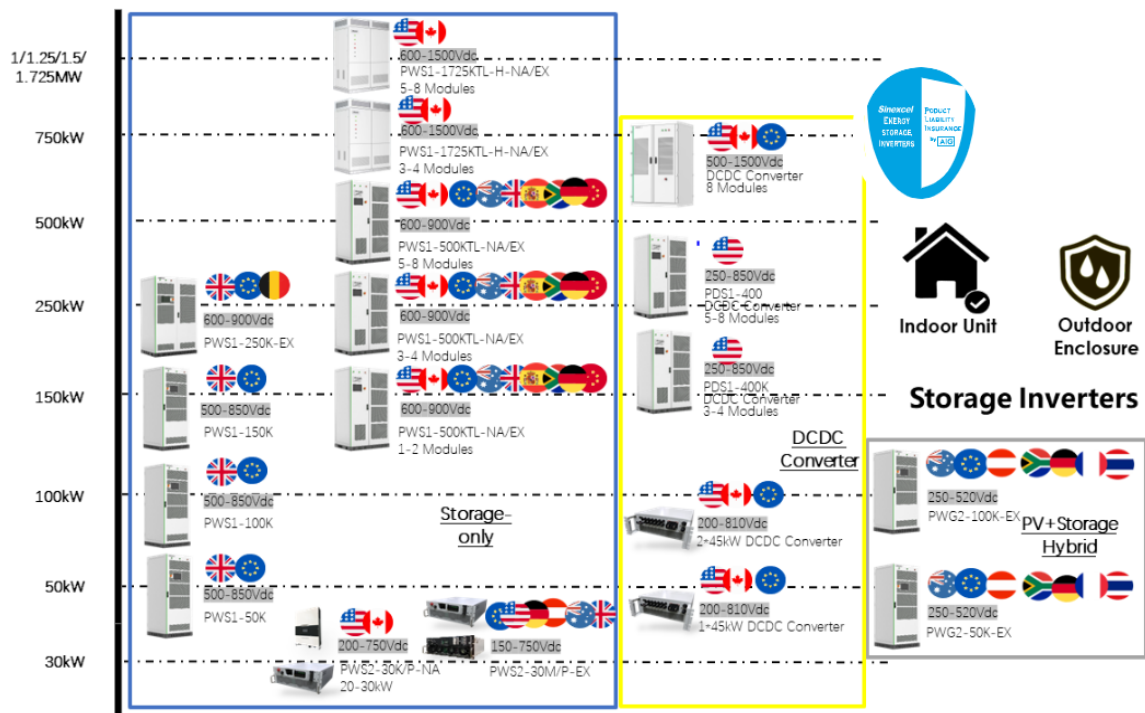 1/1.25/1.5/
1.725MW
750kW
500kW
250kW
150kW
100kW
50kW
30kW
600-1500Vdc
PWS1-1725KTL-H-NA/EX
5-8 Modules
600-1500Vdc
PWS1-1725KTL-H-NA/EX
3-4 Modules
600-900Vdc
PWS1-500KTL-NA/EX
5-8 Modules
600-900Vdc
PWS1-250K-EX
600-900Vdc
PWS1-500KTL-NA/EX
3-4 Modules
500-850Vdc
PWS1-150K
600-900Vdc
PWS1-500KTL-NA/EX
1-2 Modules
500-850Vdc
PWS1-100K
Storage-
only
500-850Vdc
PWS1-50K
200-750Vdc
PWS2-30K/P-NA
20-30kW
150-750Vdc
PWS2-30M/P-EX
500-1500Vdc
DCDC Converter
8 Modules
250-850Vdc
PDS1-400
DCDC Converter
5-8 Modules
250-850Vdc
PDS1-400K
DCDC Converter
3-4 Modules
DCDC
Converter
200-810Vdc
2*45kW DCDC Converter
200-810Vdc
1*45kW DCDC Converter
Sinexcel
ENERGY
STORAGE
INVERTERS
PODUCT
LIABILITY
INSURANCE
by AIG
Indoor Unit
Outdoor
Enclosure
Storage Inverters
250-520Vdc
PWG2-100K-EX
PV+Storage
Hybrid
250-520Vdc
PWG2-50K-EX